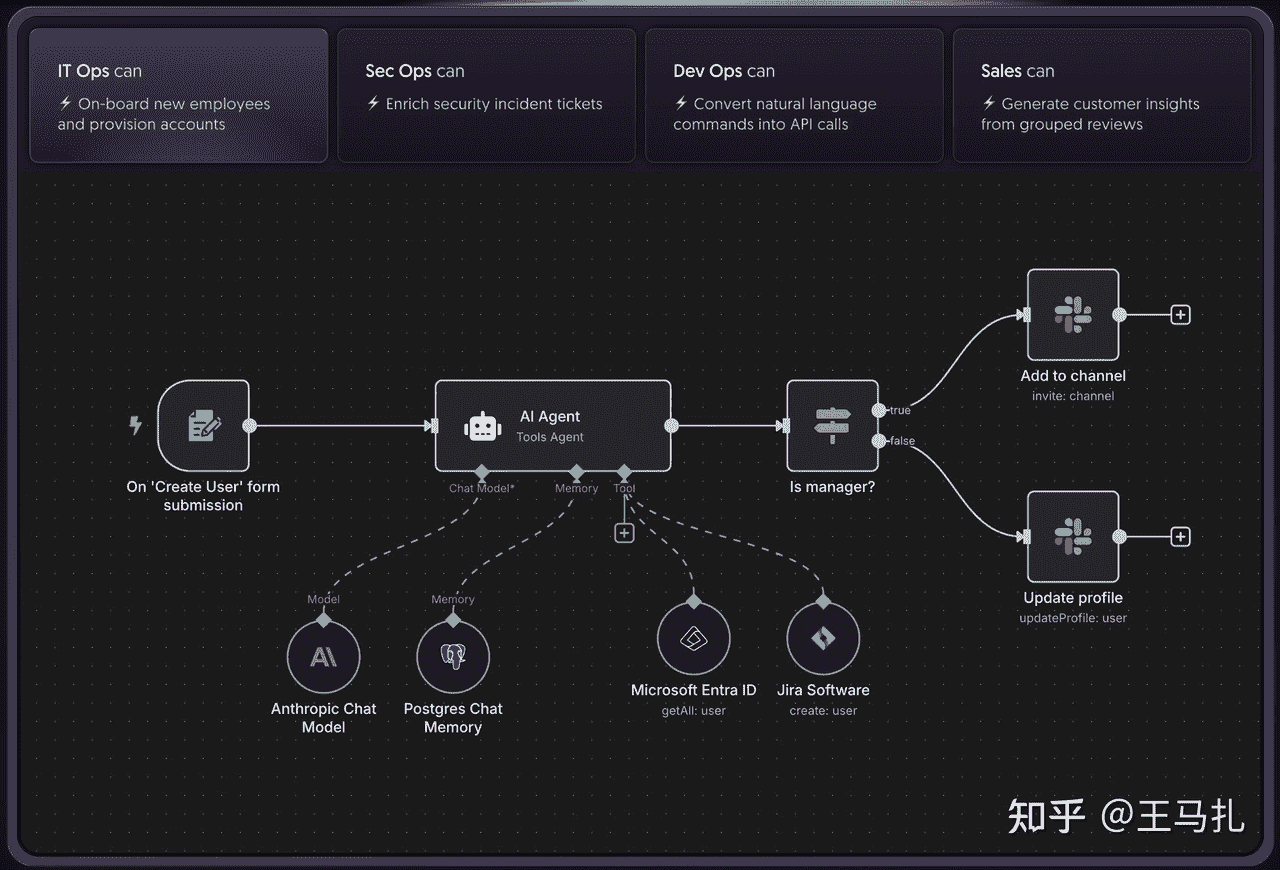 IT Ops can
On-board new employees
and provision accounts
Sec Ops can
Enrich security incident tickets
Dev Ops can
Convert natural language
commands into API calls
Sales can
Generate customer insights
from grouped reviews
Add to channel
invite: channel
AI Agent
Tools Agent
true
false
On 'Create User' form
submission
Chat Model*
Memory
Tool
Is manager?
Model
Memory
Update profile
updateProfile: user
Anthropic Chat
Model
Postgres Chat
Memory
Microsoft Entra ID
getAll: user
Jira Software
create: user
知乎 @王马扎